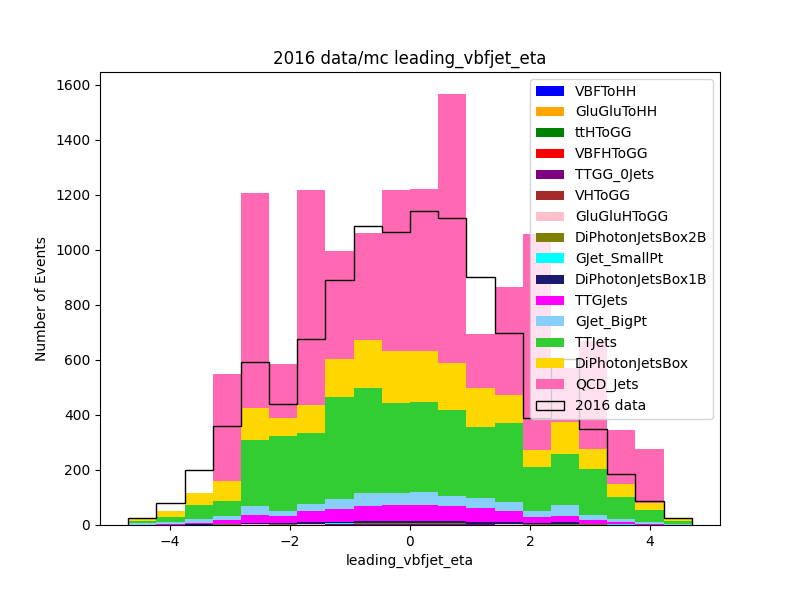 2016 data/mc leading_vbfjet_eta
1600
1400
1200
1000
800
600
400
200
0
Number of Events
−4
−2
0
2
4
leading_vbfjet_eta
VBFToHH
GluGluToHH
ttHToGG
VBFHToGG
TTGG_0Jets
VHToGG
GluGluHToGG
DiPhotonJetsBox2B
GJet_SmallPt
DiPhotonJetsBox1B
TTGJets
GJet_BigPt
TTJets
DiPhotonJetsBox
QCD_Jets
2016 data